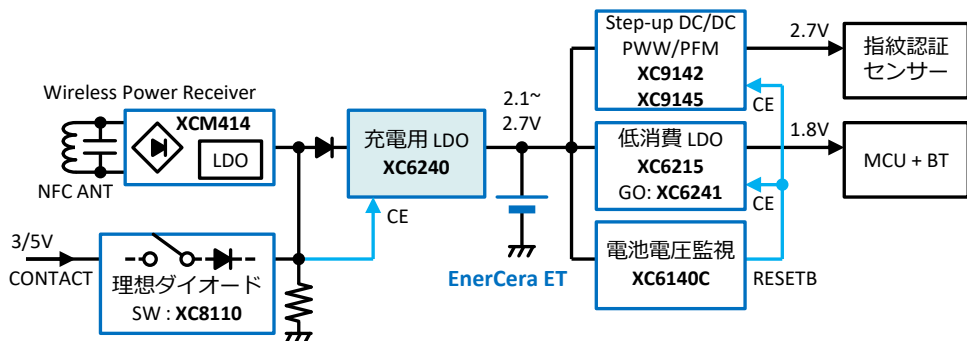 Wireless Power Receiver
XCM414
LDO
NFC ANT
3/5V
CONTACT
理想ダイオード
SW : XC8110
充電用 LDO
XC6240
CE
2.1~
2.7V
EnerCera ET
Step-up DC/DC
PWW/PFM
XC9142
XC9145
CE
低消費 LDO
XC6215
GO: XC6241
CE
電池電圧監視
XC6140C
RESETB
2.7V
指紋認証
センサー
1.8V
MCU + BT